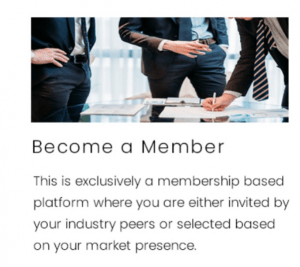 Become a Member
This is exclusively a membership based
platform where you are either invited by
your industry peers or selected based
on your market presence.